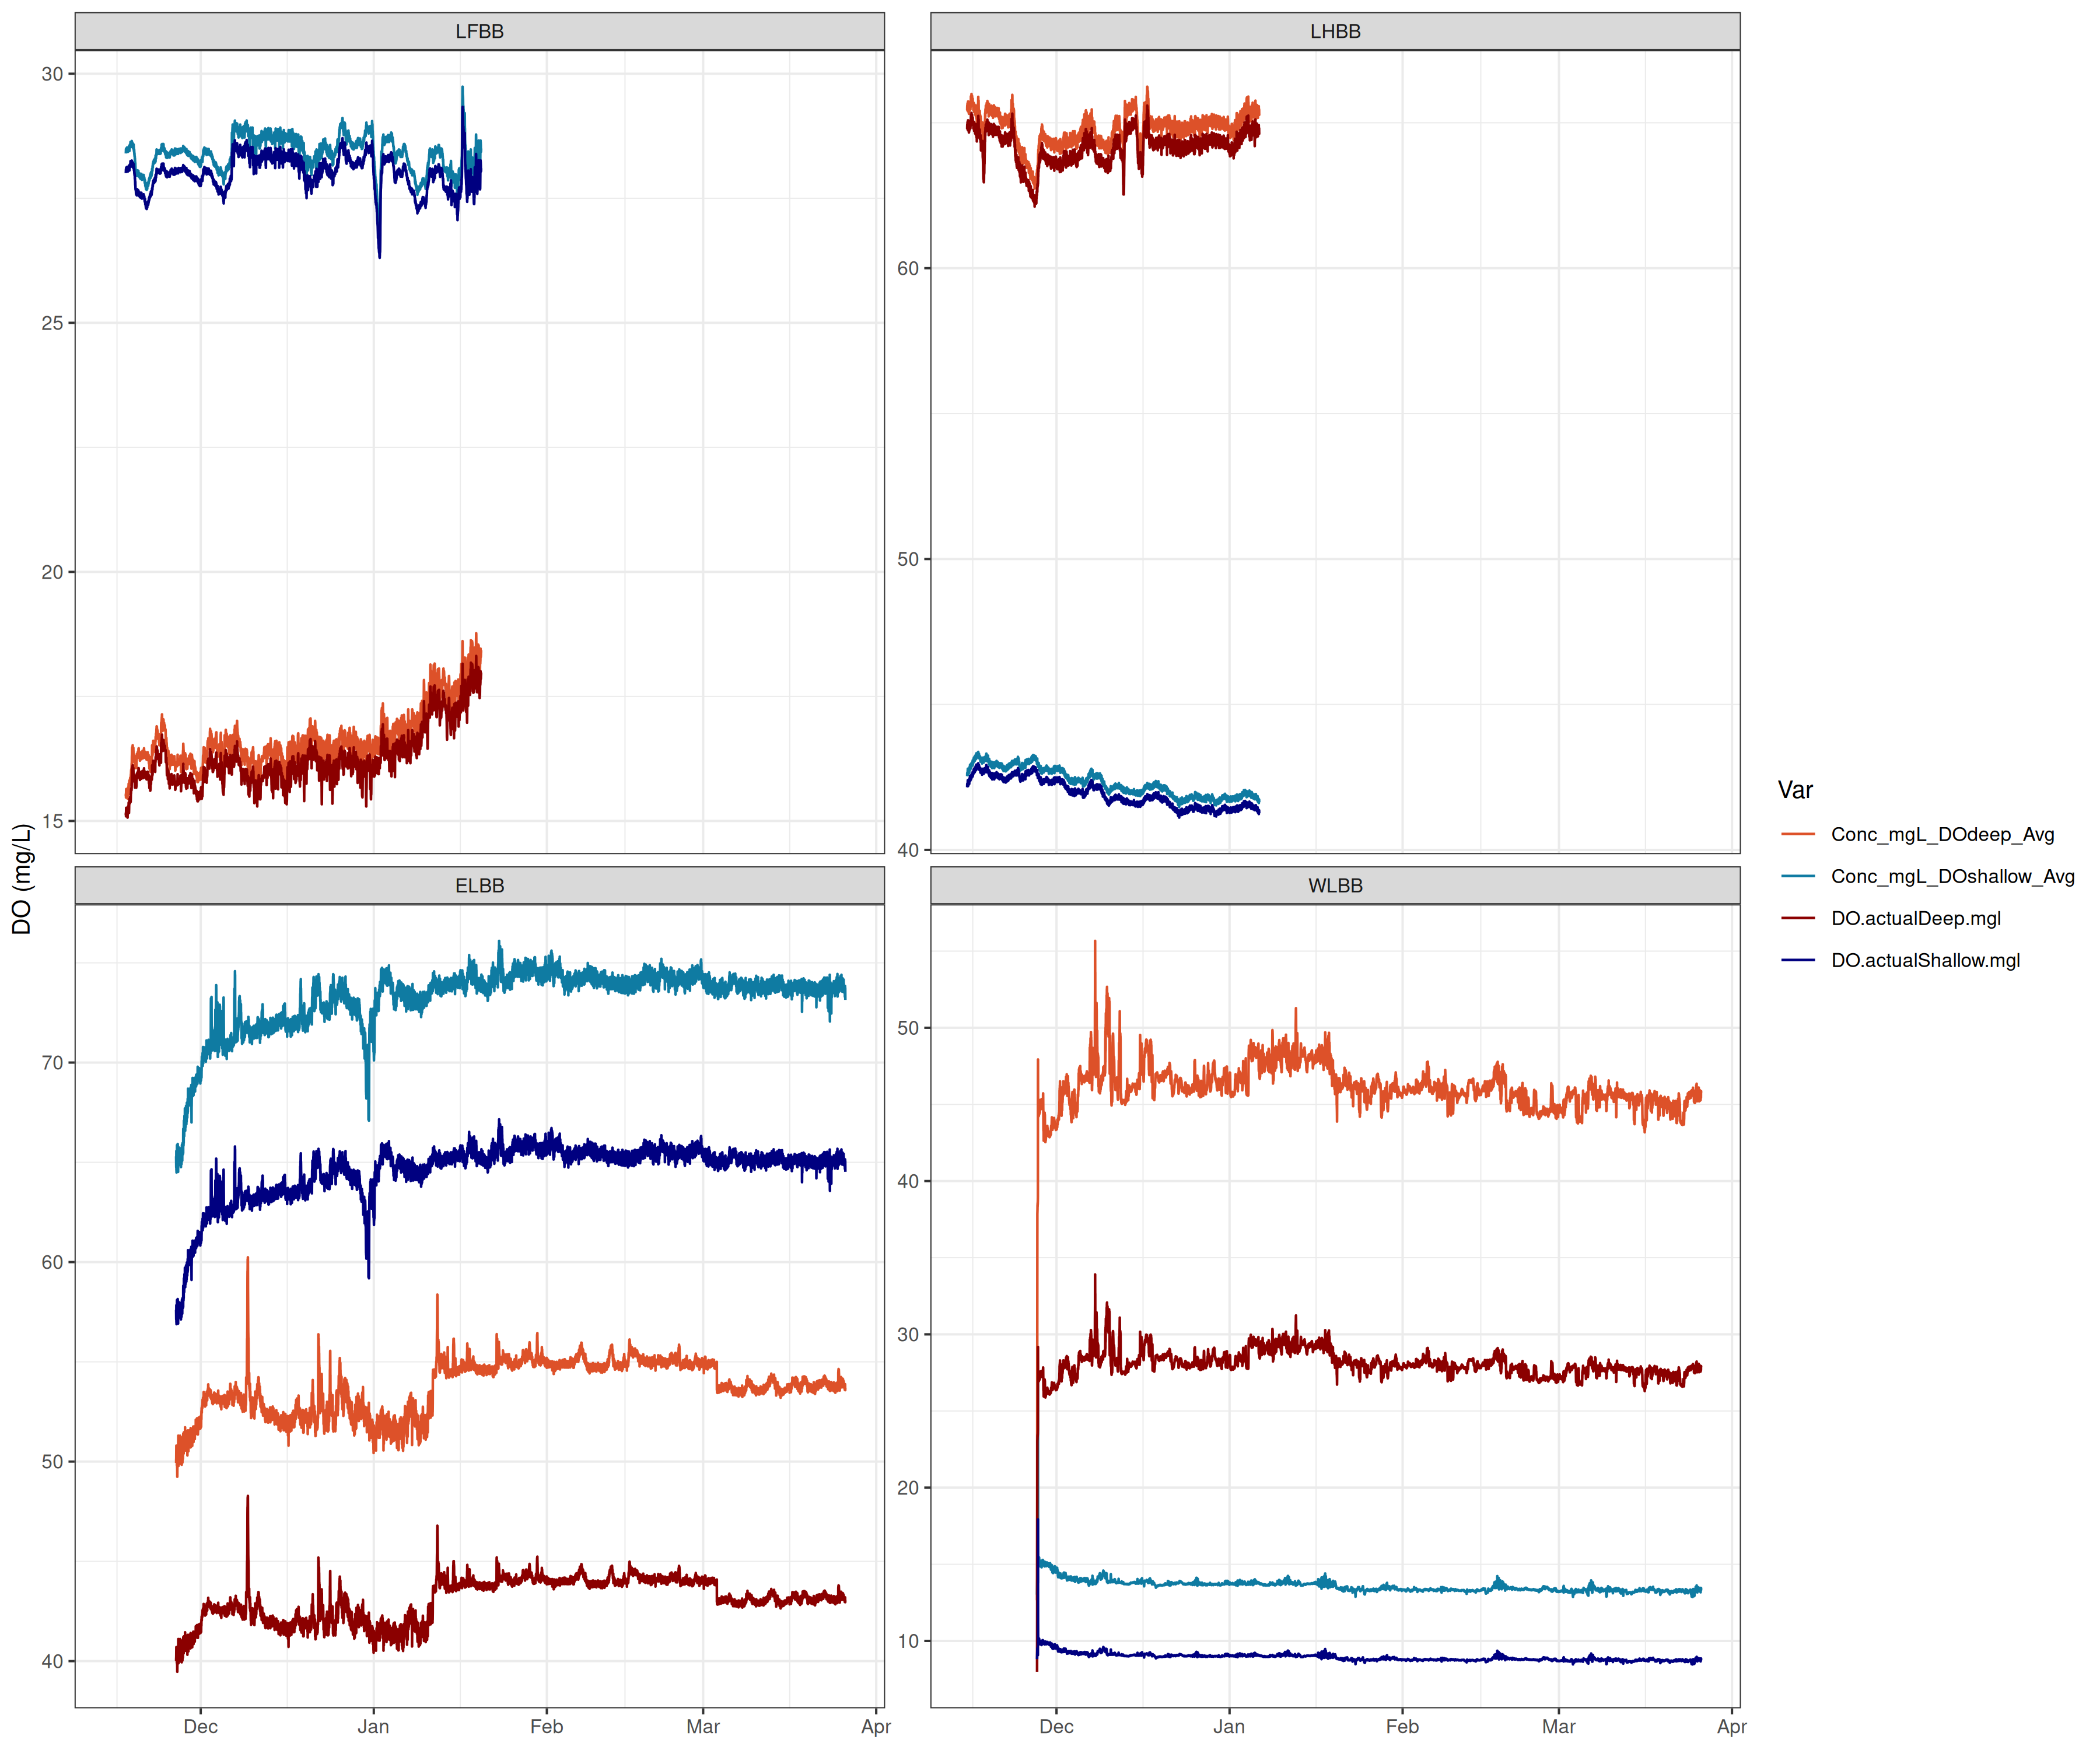 LFBB
LHBB
30
25
20
15
60
50
40
ELBB
WLBB
70
60
50
40
50
40
30
20
10
Dec Jan Feb Mar Apr
Dec Jan Feb Mar Apr
DO (mg/L)
Var
Conc_mgL_DOdeep_Avg
Conc_mgL_DOshallow_Avg
DO.actualDeep.mgl
DO.actualShallow.mgl